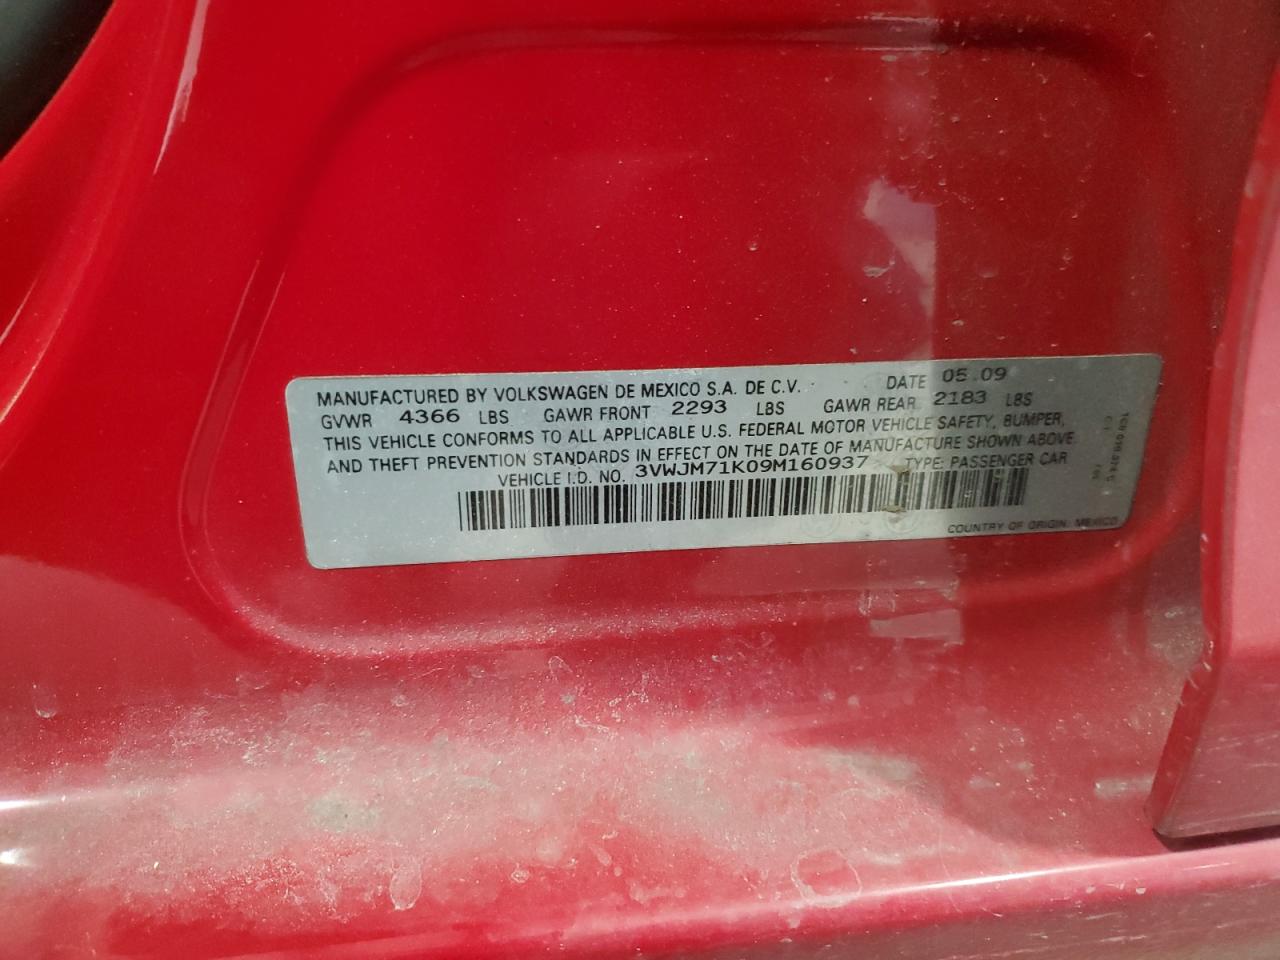 MANUFACTURED BY VOLKSWAGEN DE MEXICO S.A. DE C.V. DATE 05.09
GVWR 4366 LBS GAWR FRONT 2293 LBS GAWR REAR 2183 LBS
THIS VEHICLE CONFORMS TO ALL APPLICABLE U.S. FEDERAL MOTOR VEHICLE SAFETY, BUMPER,
AND THEFT PREVENTION STANDARDS IN EFFECT ON THE DATE OF MANUFACTURE SHOWN ABOVE.
VEHICLE I.D. NO. 3VWJM71K09M160937 TYPE: PASSENGER CAR
COUNTRY OF ORIGIN: MEXICO